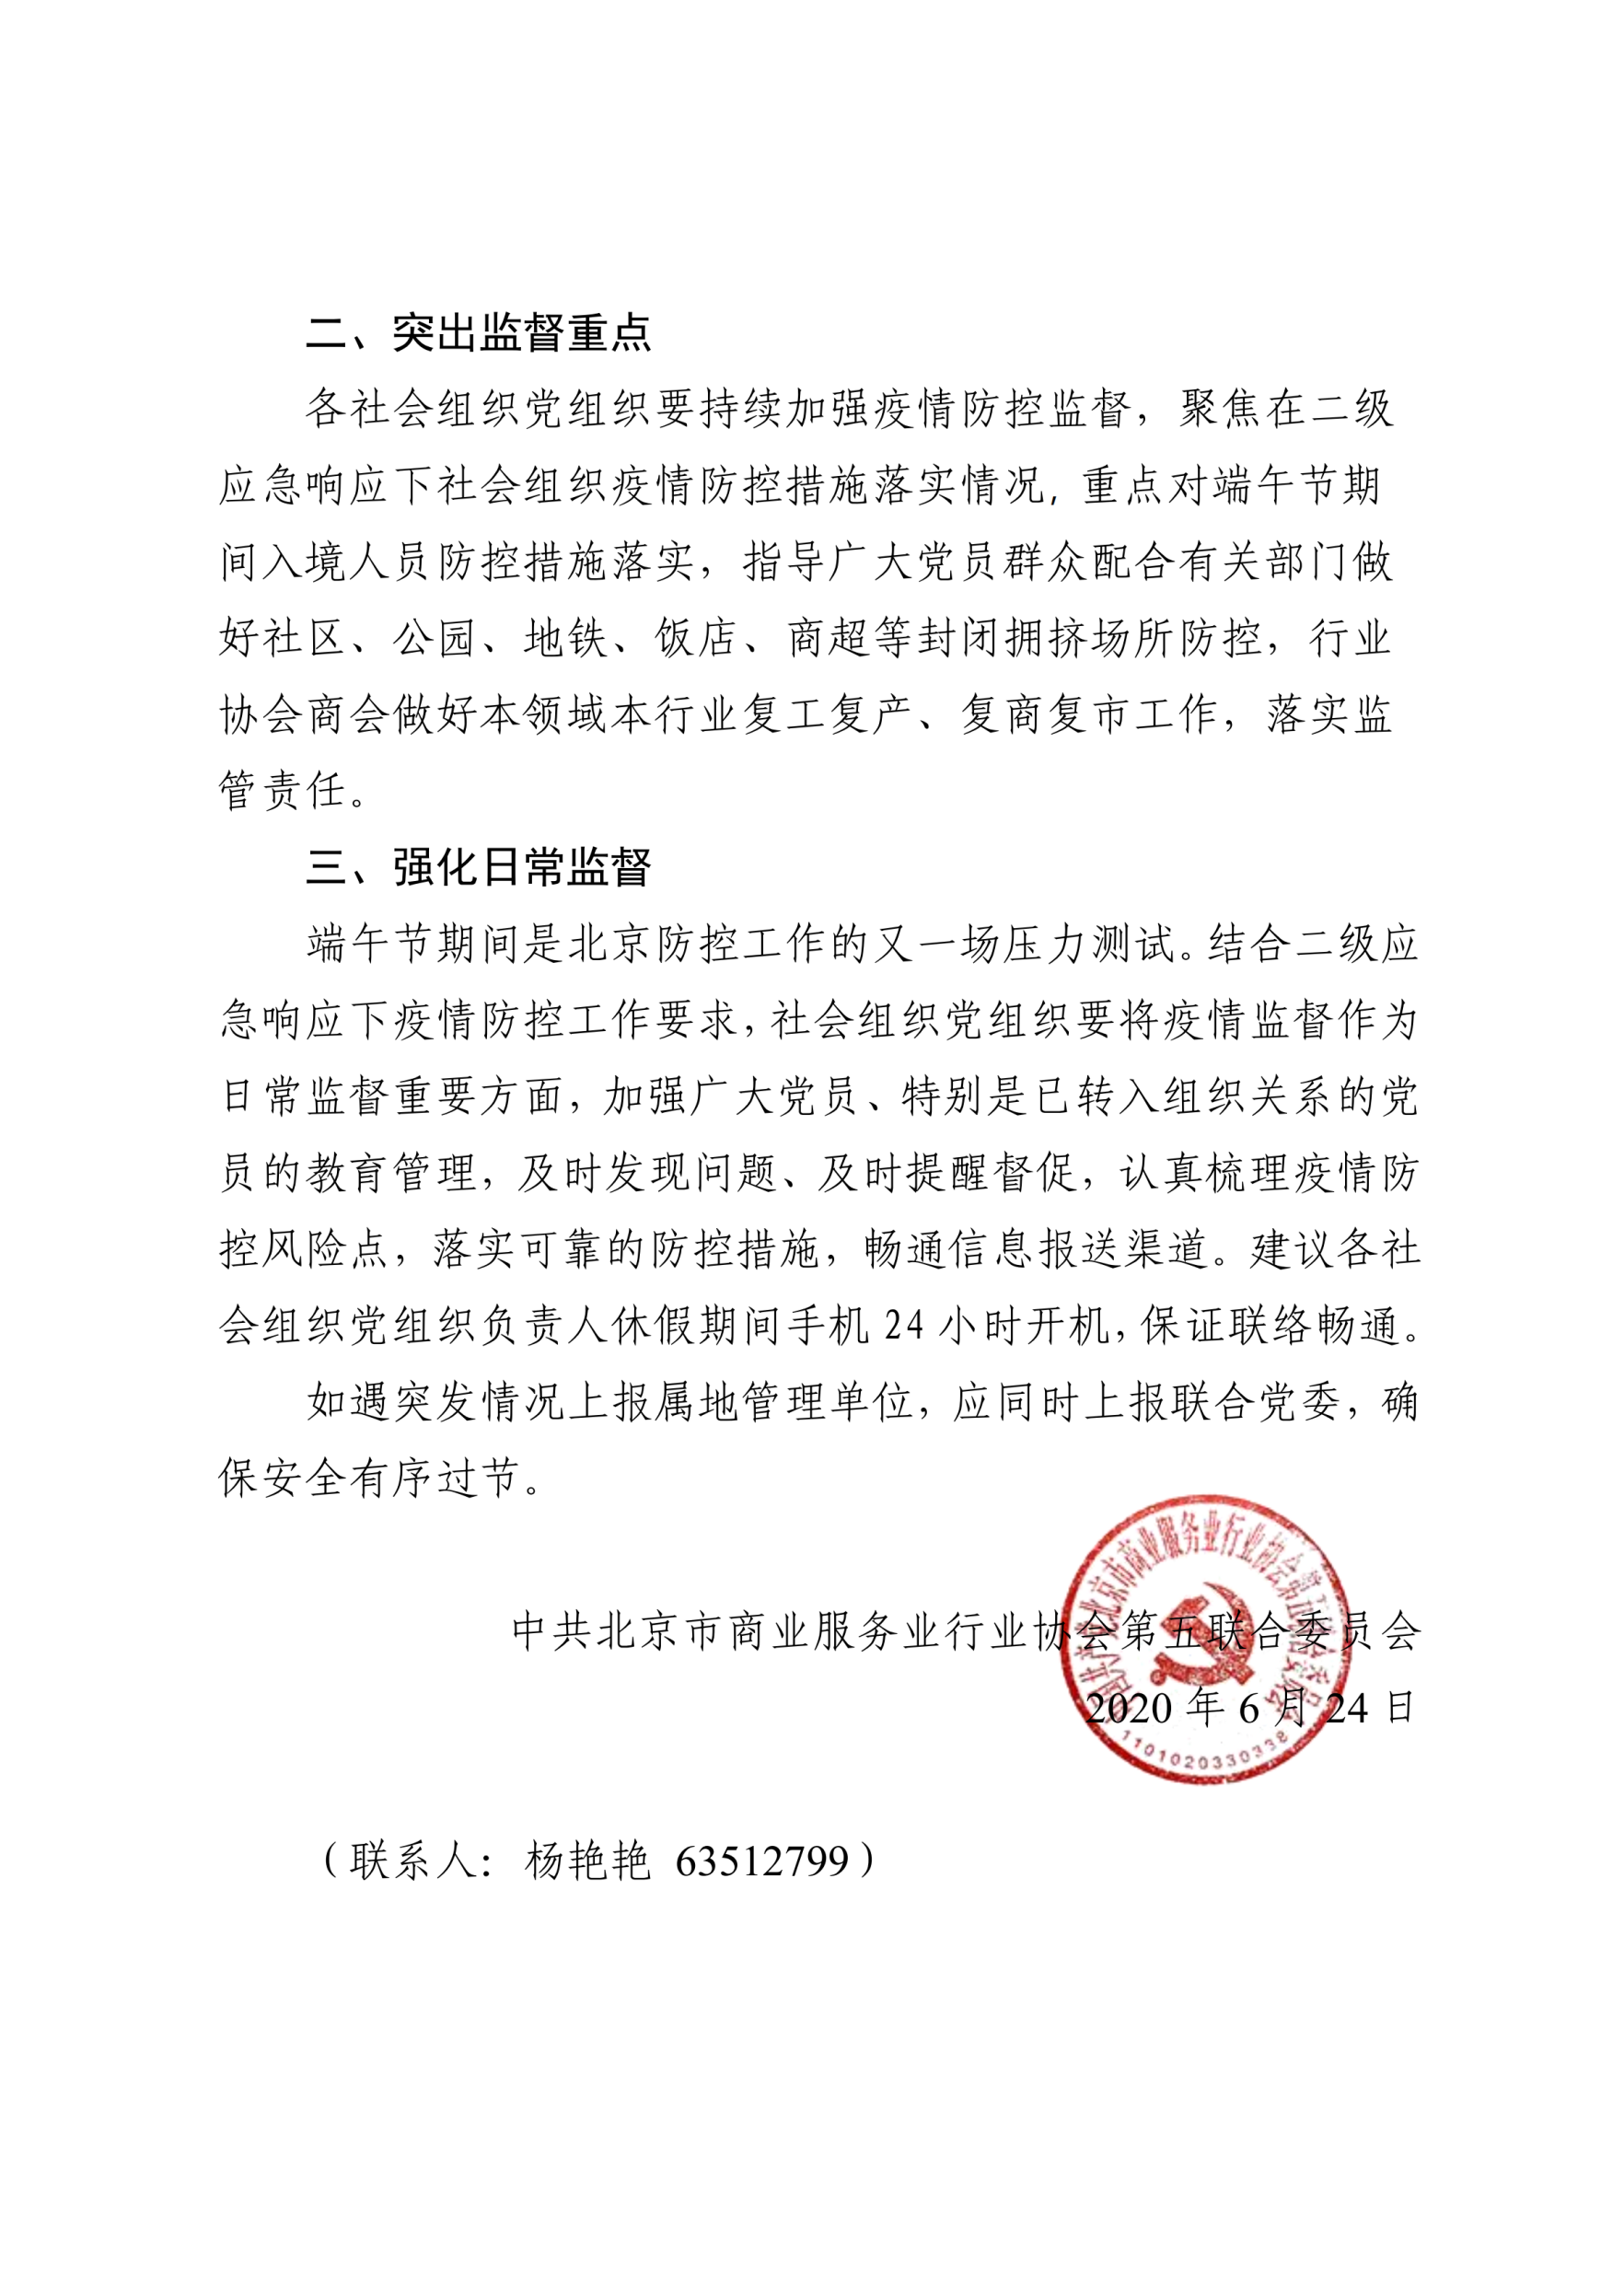 二、突出监督重点
各社会组织党组织要持续加强疫情防控监督，聚焦在二级
应急响应下社会组织疫情防控措施落实情况，重点对端午节期
间入境人员防控措施落实，指导广大党员群众配合有关部门做
好社区、公园、地铁、饭店、商超等封闭拥挤场所防控，行业
协会商会做好本领域本行业复工复产、复商复市工作，落实监
管责任。
三、强化日常监督
端午节期间是北京防控工作的又一场压力测试。结合二级应
急响应下疫情防控工作要求，社会组织党组织要将疫情监督作为
日常监督重要方面，加强广大党员、特别是已转入组织关系的党
员的教育管理，及时发现问题、及时提醒督促，认真梳理疫情防
控风险点，落实可靠的防控措施，畅通信息报送渠道。建议各社
会组织党组织负责人休假期间手机 24 小时开机，保证联络畅通。
如遇突发情况上报属地管理单位，应同时上报联合党委，确
保安全有序过节。
中共北京市商业服务业行业协会第五联合委员会
2020 年 6 月 24 日
1101020330338
（联系人：杨艳艳 63512799）